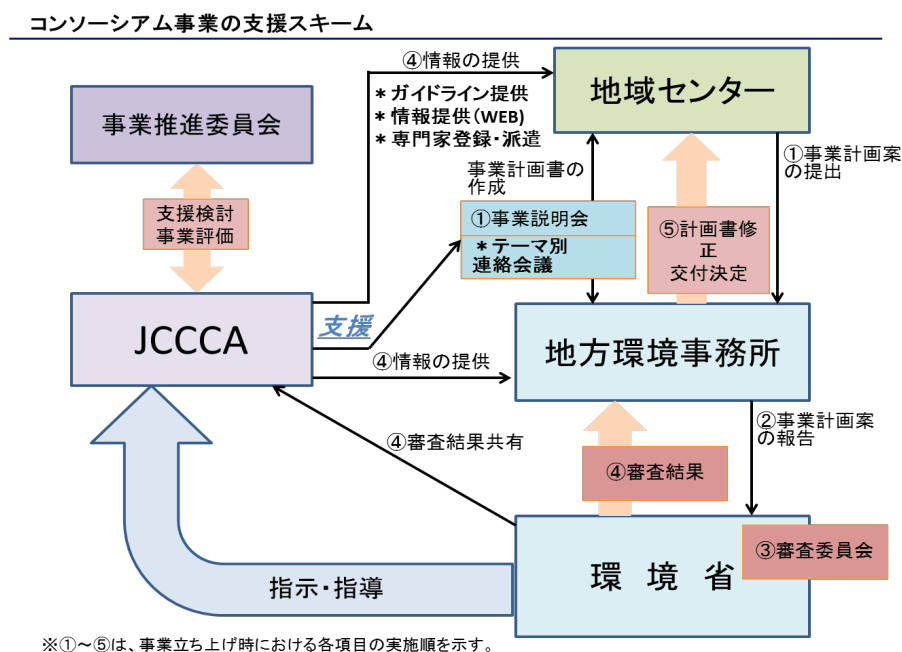 コンソーシアム事業の支援スキーム
④情報の提供
＊ガイドライン提供
＊情報提供（WEB）
＊専門家登録・派遣
地域センター
事業推進委員会
事業計画書の
作成
①事業計画案
の提出
支援検討
事業評価
①事業説明会
＊テーマ別
連絡会議
⑤計画書修
正
交付決定
JCCCA
支援
地方環境事務所
④情報の提供
②事業計画案
の報告
④審査結果共有
④審査結果
環 境 省
③審査委員会
指示・指導
※①～⑤は、事業立ち上げ時における各項目の実施順を示す。